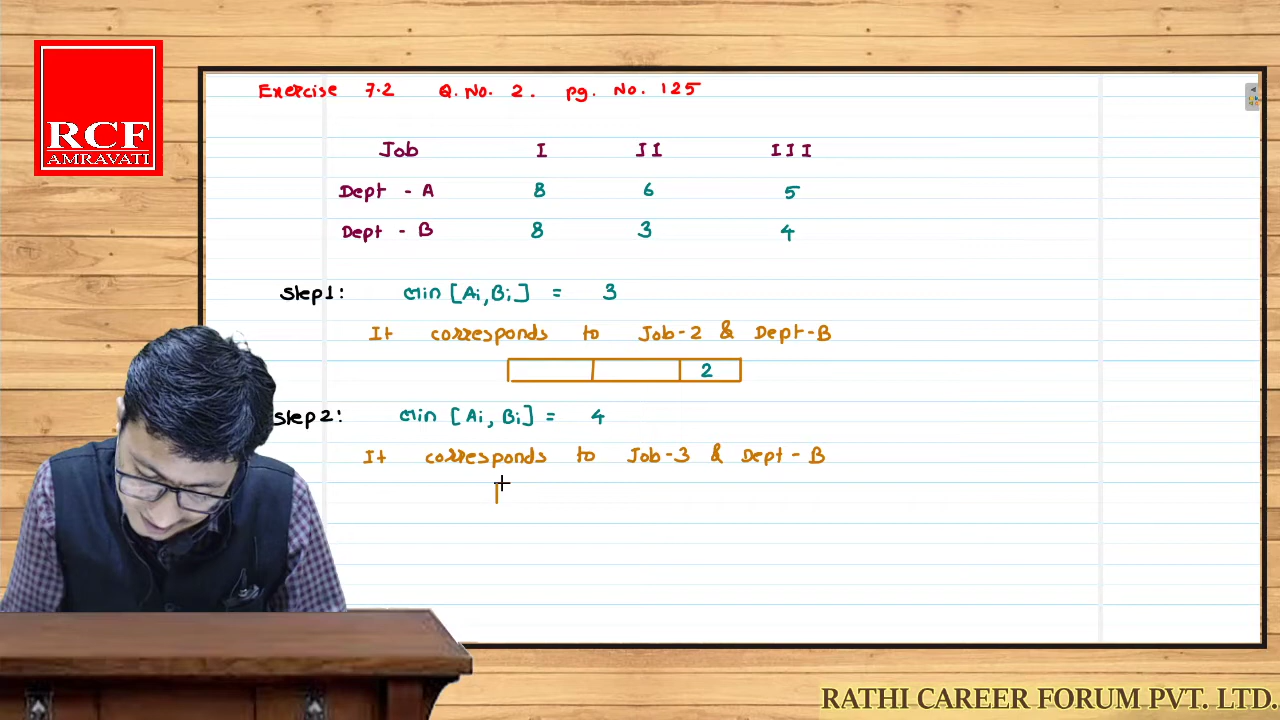 RCF
AMRAVATI
Exercise 7.2 Q. No. 2. pg. No. 125
Job I II III
Dept - A 8 6 5
Dept - B 8 3 4
Step1: Min [Ai, Bi] = 3
It corresponds to Job-2 & Dept-B
2
Step2: Min [Ai, Bi] = 4
It corresponds to Job-3 & Dept - B
RATHI CAREER FORUM PVT. LTD.